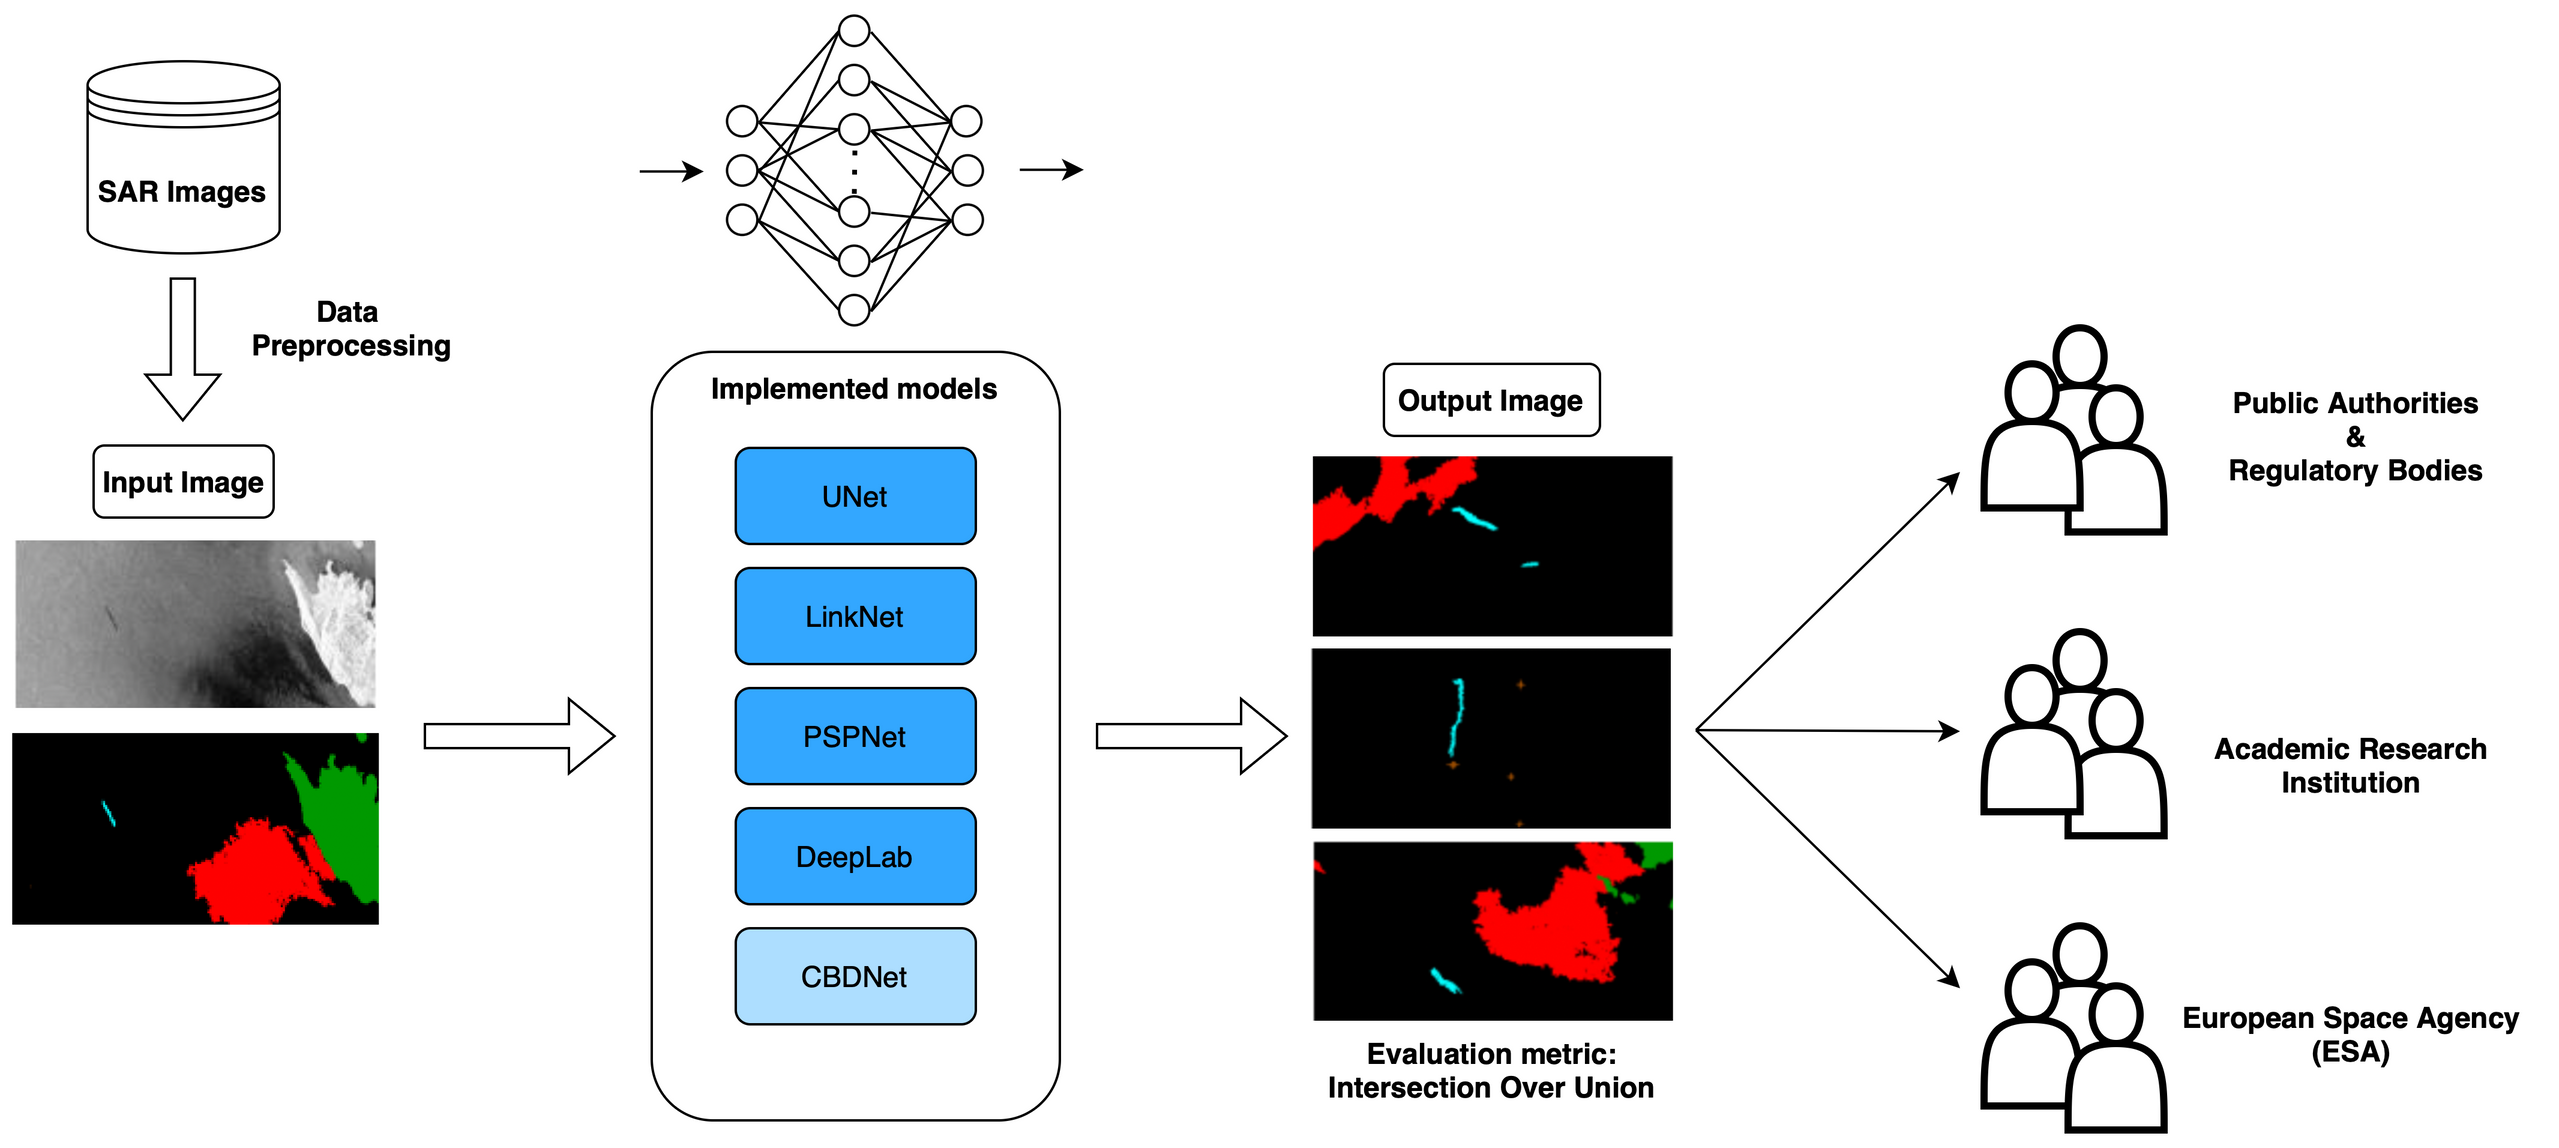 SAR Images
Data
Preprocessing
Input Image
Implemented models
UNet
LinkNet
PSPNet
DeepLab
CBDNet
Output Image
Evaluation metric:
Intersection Over Union
Public Authorities
&
Regulatory Bodies
Academic Research
Institution
European Space Agency
(ESA)